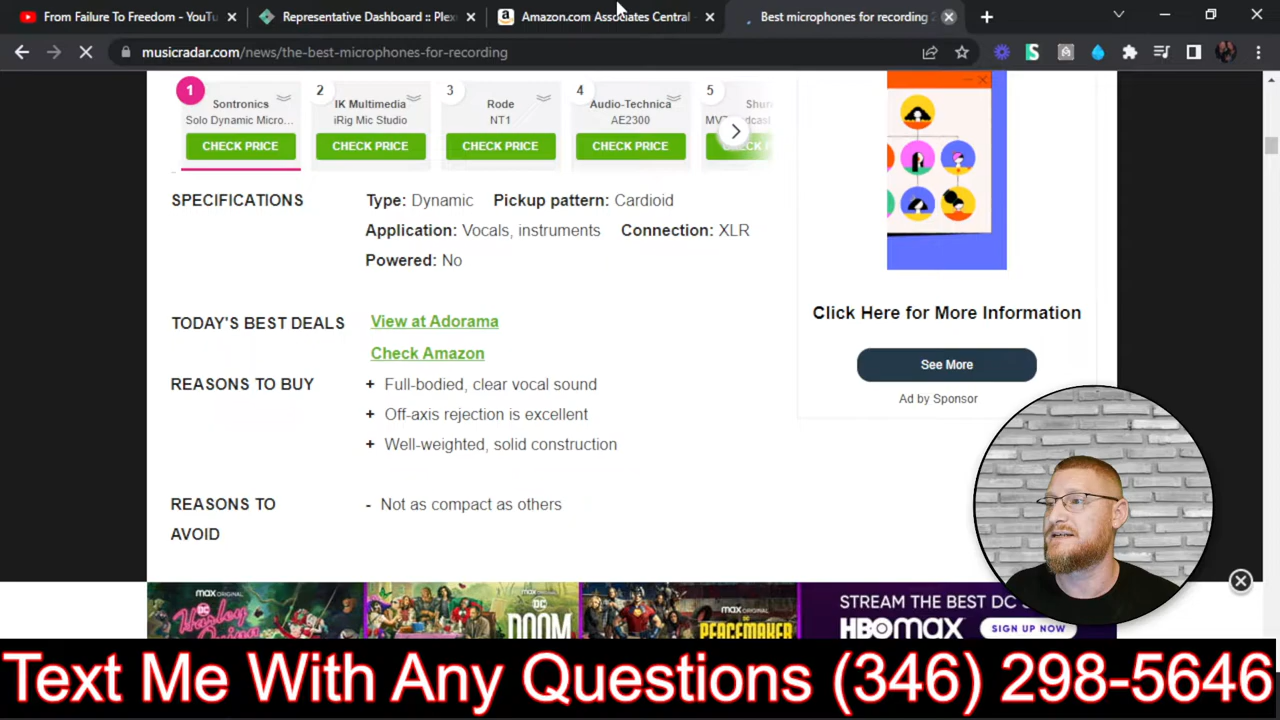 From Failure To Freedom - YouTu
Representative Dashboard :: Plex
Amazon.com Associates Central
Best microphones for recording 2
musicradar.com/news/the-best-microphones-for-recording
1
Sontronics
Solo Dynamic Micro...
CHECK PRICE
2
IK Multimedia
iRig Mic Studio
CHECK PRICE
3
Rode
NT1
CHECK PRICE
4
Audio-Technica
AE2300
CHECK PRICE
5
SPECIFICATIONS
Type: Dynamic Pickup pattern: Cardioid
Application: Vocals, instruments Connection: XLR
Powered: No
TODAY'S BEST DEALS
View at Adorama
Check Amazon
REASONS TO BUY
+ Full-bodied, clear vocal sound
+ Off-axis rejection is excellent
+ Well-weighted, solid construction
REASONS TO
AVOID
- Not as compact as others
Click Here for More Information
See More
Ad by Sponsor
max ORIGINAL
HARLEY
max ORIGINAL
DOOM
max ORIGINAL
PEACEMAKER
STREAM THE BEST DC
HBOMAX
SIGN UP NOW
Text Me With Any Questions (346) 298-5646